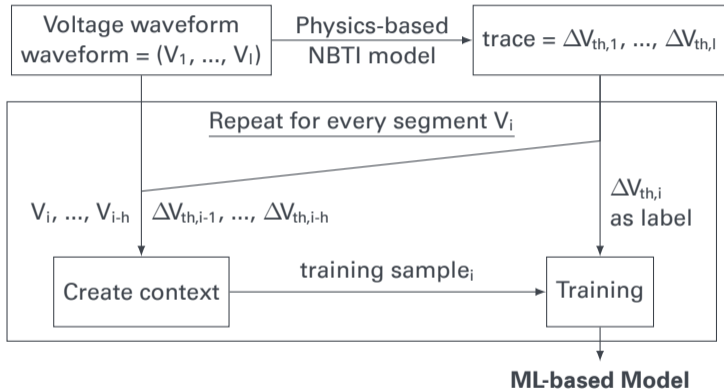 Voltage waveform
waveform = (V₁, ..., Vₗ)
Physics-based
NBTI model
trace = ΔVth,1, ..., ΔVth,l
Repeat for every segment Vᵢ
Vᵢ, ..., Vi-h
ΔVth,i-1, ..., ΔVth,i-h
ΔVth,i
as label
Create context
training sampleᵢ
Training
ML-based Model